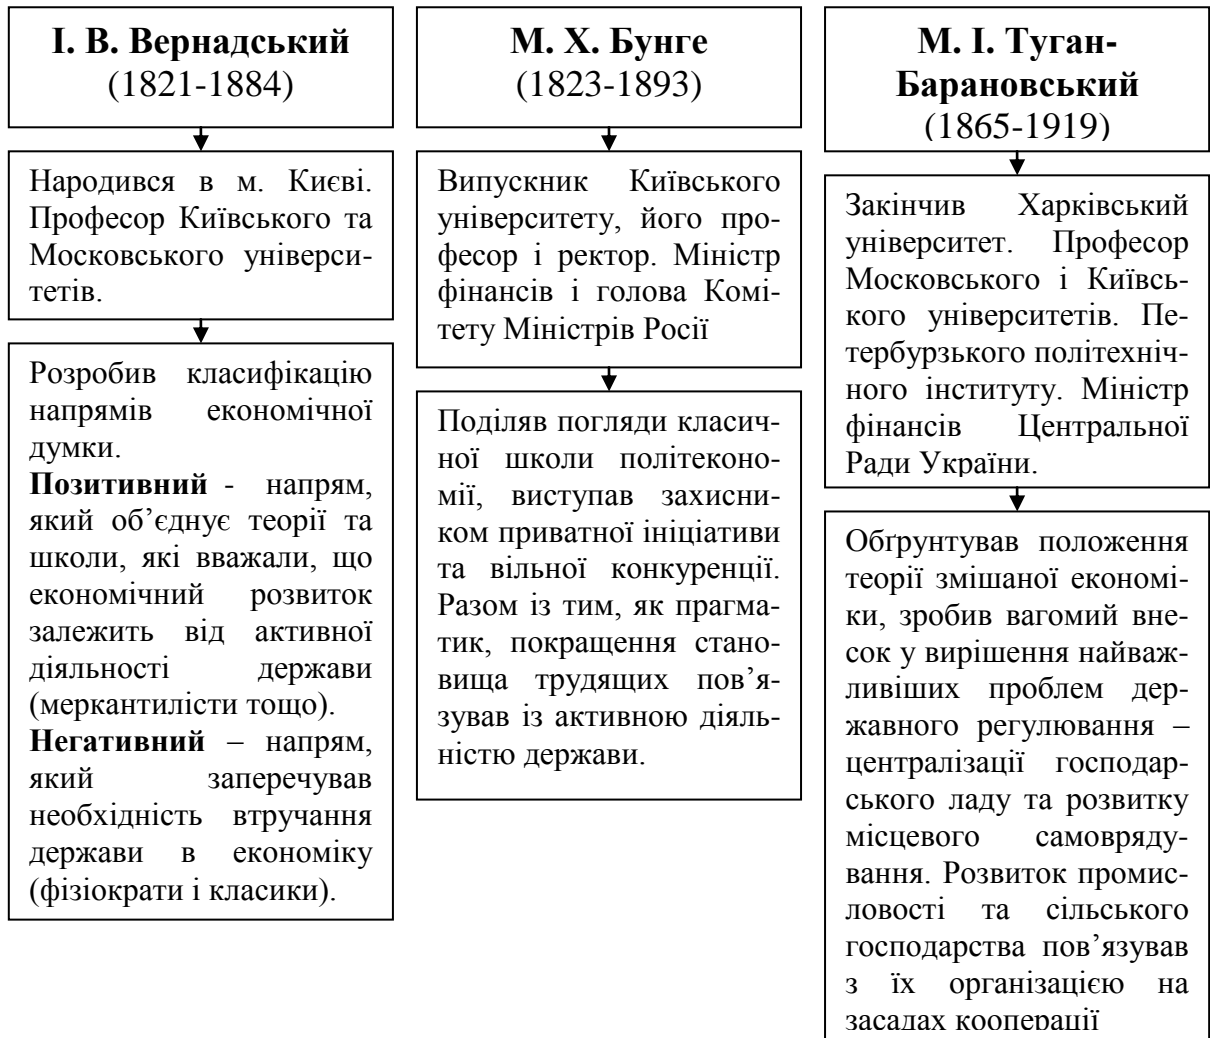 І. В. Вернадський
(1821-1884)
Народився в м. Києві.
Професор Київського та
Московського універси-
тетів.
Розробив класифікацію
напрямів економічної
думки.
Позитивний - напрям,
який об’єднує теорії та
школи, які вважали, що
економічний розвиток
залежить від активної
діяльності держави
(меркантилісти тощо).
Негативний – напрям,
який заперечував
необхідність втручання
держави в економіку
(фізіократи і класики).
М. Х. Бунге
(1823-1893)
Випускник Київського
університету, його про-
фесор і ректор. Міністр
фінансів і голова Комі-
тету Міністрів Росії
Поділяв погляди класич-
ної школи політеконо-
мії, виступав захисни-
ком приватної ініціативи
та вільної конкуренції.
Разом із тим, як прагма-
тик, покращення стано-
вища трудящих пов’я-
зував із активною діяль-
ністю держави.
М. І. Туган-
Барановський
(1865-1919)
Закінчив Харківський
університет. Професор
Московського і Київсь-
кого університетів. Пе-
тербурзького політехніч-
ного інституту. Міністр
фінансів Центральної
Ради України.
Обґрунтував положення
теорії змішаної економі-
ки, зробив вагомий вне-
сок у вирішення найваж-
ливіших проблем дер-
жавного регулювання –
централізації господар-
ського ладу та розвитку
місцевого самовряду-
вання. Розвиток промис-
ловості та сільського
господарства пов’язував
з їх організацією на
засадах кооперації